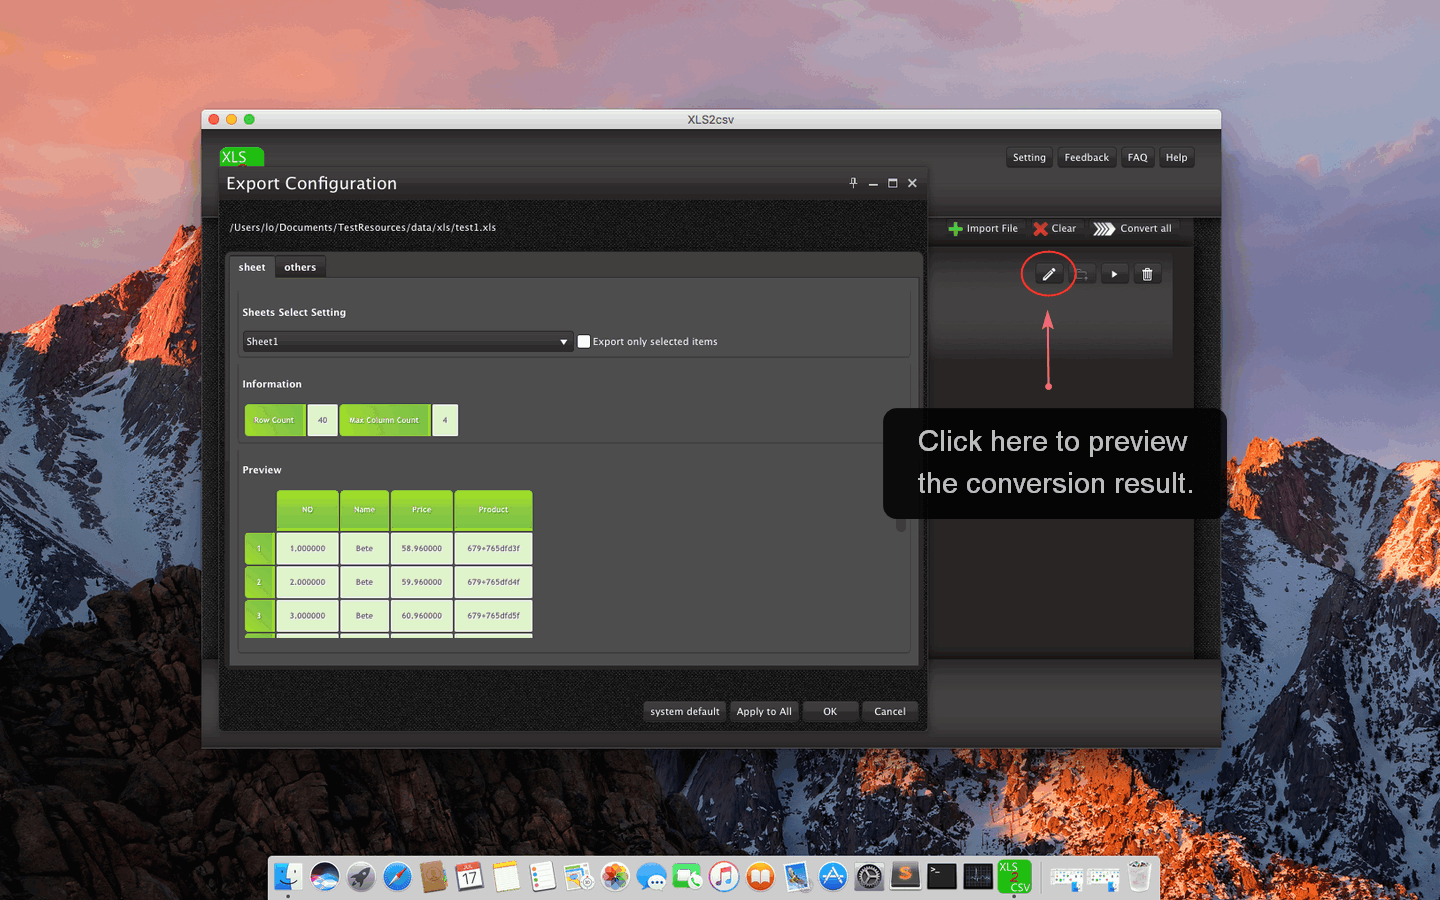 XLS2csv
XLS
Setting
Feedback
FAQ
Help
Export Configuration
/Users/lo/Documents/TestResources/data/xls/test1.xls
Import File
Clear
Convert all
sheet
others
Sheets Select Setting
Sheet1
Export only selected items
Information
Row Count
40
Max Column Count
4
Click here to preview
the conversion result.
Preview
NO Name Price Product
1 1.000000 Bete 58.960000 679+765dfd3f
2 2.000000 Bete 59.960000 679+765dfd4f
3 3.000000 Bete 60.960000 679+765dfd5f
system default
Apply to All
OK
Cancel
17
XLS
2
CSV